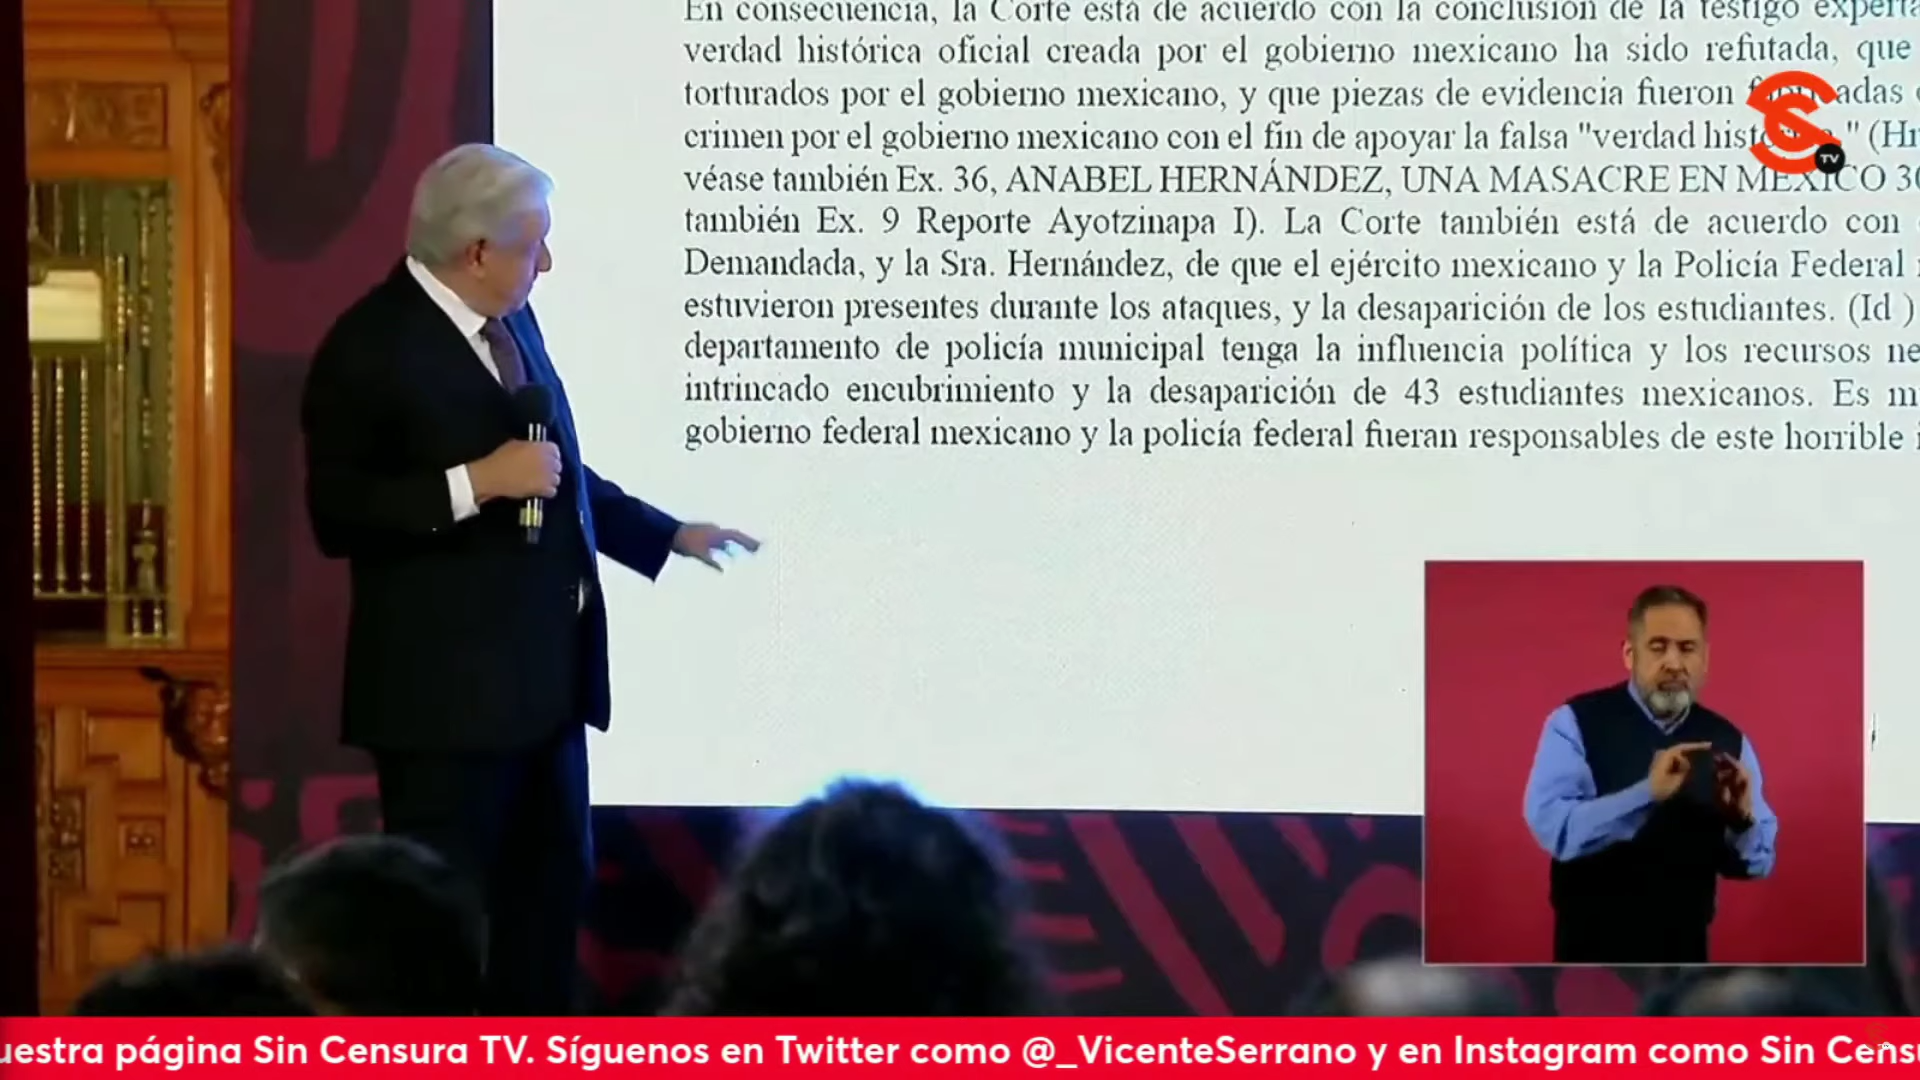 En consecuencia, la Corte está de acuerdo con la conclusión de la testigo experta
verdad histórica oficial creada por el gobierno mexicano ha sido refutada, que
torturados por el gobierno mexicano, y que piezas de evidencia fueron
crimen por el gobierno mexicano con el fin de apoyar la falsa "verdad
véase también Ex. 36, ANABEL HERNÁNDEZ, UNA MASACRE EN MÉXICO 30
también Ex. 9 Reporte Ayotzinapa I). La Corte también está de acuerdo con
Demandada, y la Sra. Hernández, de que el ejército mexicano y la Policía Federal
estuvieron presentes durante los ataques, y la desaparición de los estudiantes. (Id )
departamento de policía municipal tenga la influencia política y los recursos ne
intrincado encubrimiento y la desaparición de 43 estudiantes mexicanos. Es m
gobierno federal mexicano y la policía federal fueran responsables de este horrible
TV
uestra página Sin Censura TV. Síguenos en Twitter como @_VicenteSerrano y en Instagram como Sin Cens